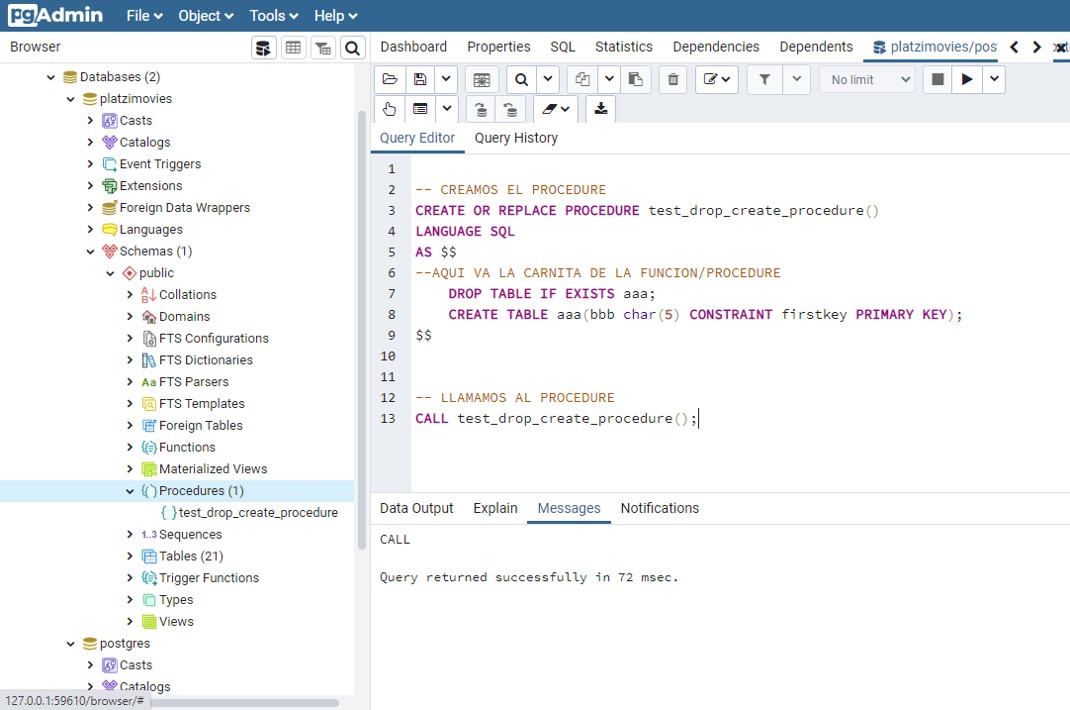 pgAdmin File Object Tools Help
Browser
Dashboard Properties SQL Statistics Dependencies Dependents platzimovies/pos
No limit
Query Editor Query History
Databases (2)
platzimovies
Casts
Catalogs
Event Triggers
Extensions
Foreign Data Wrappers
Languages
Schemas (1)
public
Collations
Domains
FTS Configurations
FTS Dictionaries
Aa FTS Parsers
FTS Templates
Foreign Tables
Functions
Materialized Views
Procedures (1)
test_drop_create_procedure
1..3 Sequences
Tables (21)
Trigger Functions
Types
Views
postgres
Casts
Catalogs
127.0.0.1:59610/browser/#
1
2 -- CREAMOS EL PROCEDURE
3 CREATE OR REPLACE PROCEDURE test_drop_create_procedure()
4 LANGUAGE SQL
5 AS $$
6 --AQUI VA LA CARNITA DE LA FUNCION/PROCEDURE
7 DROP TABLE IF EXISTS aaa;
8 CREATE TABLE aaa(bbb char(5) CONSTRAINT firstkey PRIMARY KEY);
9 $$
10
11
12 -- LLAMAMOS AL PROCEDURE
13 CALL test_drop_create_procedure();
Data Output Explain Messages Notifications
CALL
Query returned successfully in 72 msec.